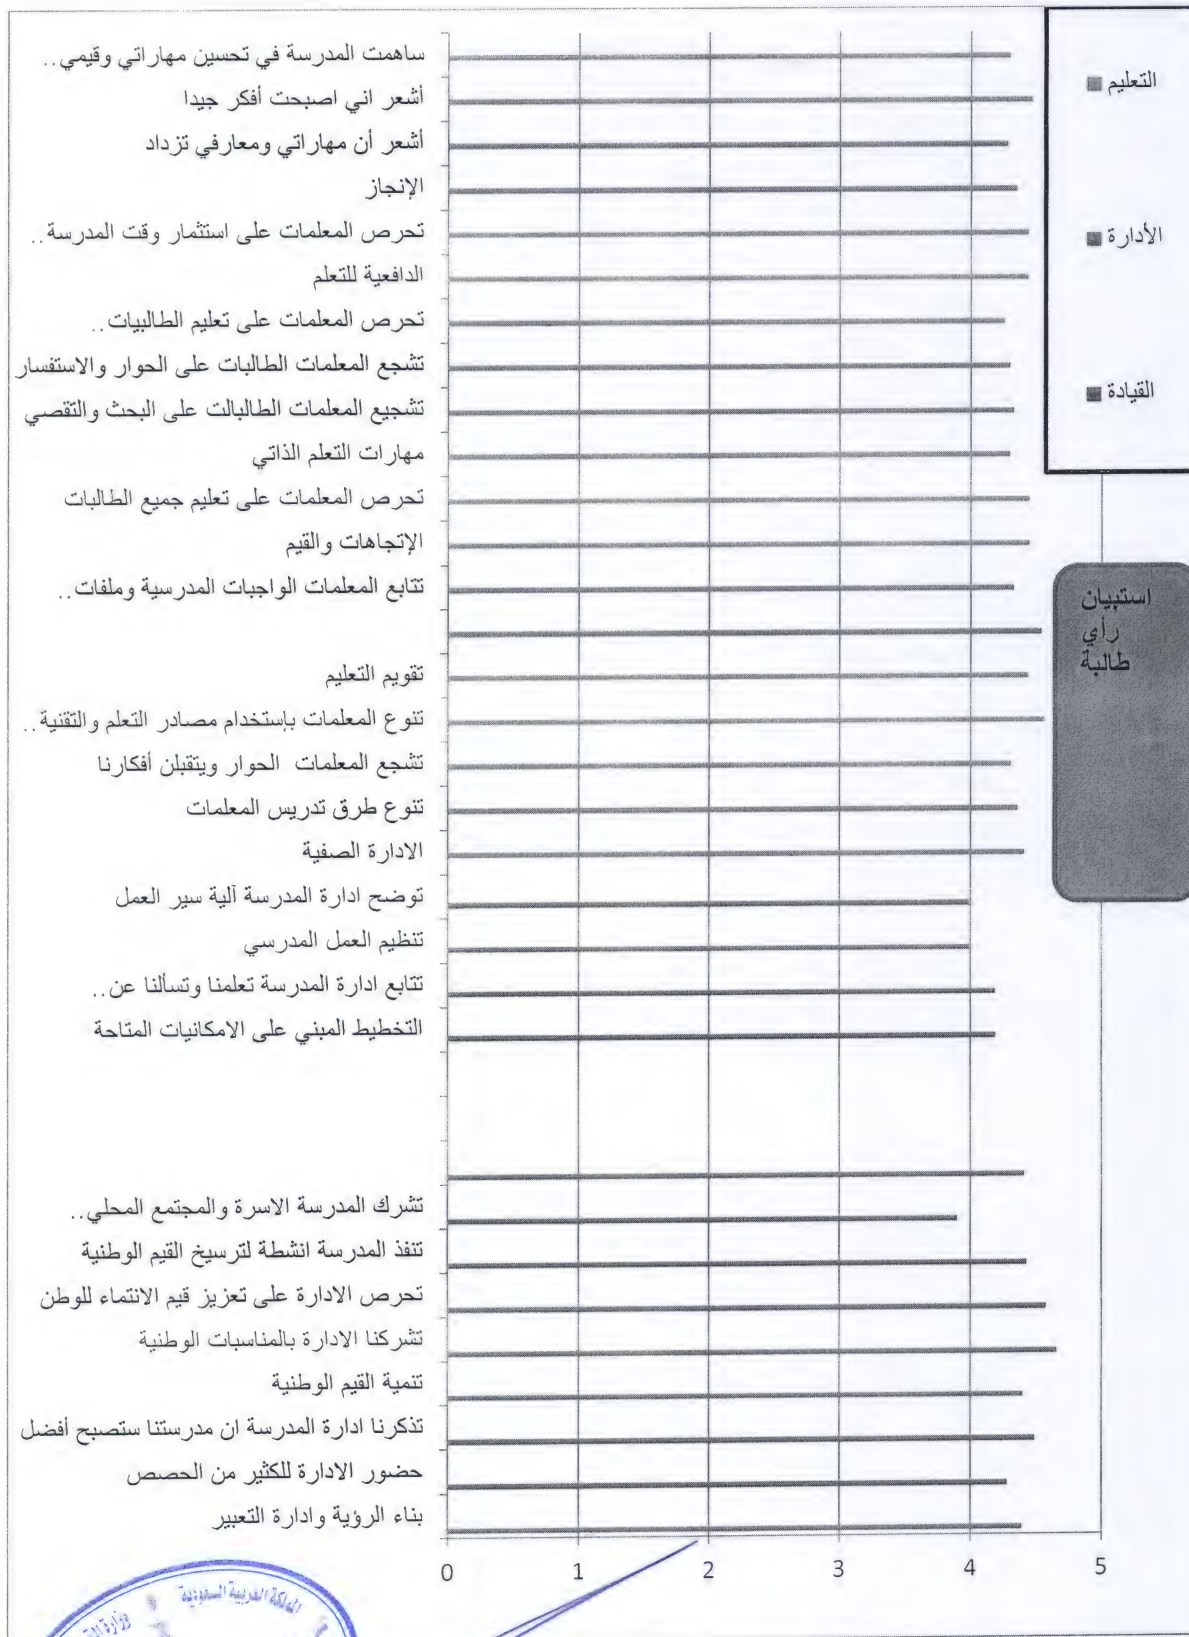 ساهمت المدرسة في تحسين مهاراتي وقيمي..
أشعر اني اصبحت أفكر جيدا
أشعر أن مهاراتي ومعارفي تزداد
الإنجاز
تحرص المعلمات على استثمار وقت المدرسة..
الدافعية للتعلم
تحرص المعلمات على تعليم الطالبيات..
تشجع المعلمات الطالبات على الحوار والاستفسار
تشجيع المعلمات الطالبالت على البحث والتقصي
مهارات التعلم الذاتي
تحرص المعلمات على تعليم جميع الطالبات
الإتجاهات والقيم
تتابع المعلمات الواجبات المدرسية وملفات..
تقويم التعليم
تنوع المعلمات بإستخدام مصادر التعلم والتقنية..
تشجع المعلمات الحوار ويتقبلن أفكارنا
تنوع طرق تدريس المعلمات
الادارة الصفية
توضح ادارة المدرسة آلية سير العمل
تنظيم العمل المدرسي
تتابع ادارة المدرسة تعلمنا وتسألنا عن..
التخطيط المبني على الامكانيات المتاحة
تشرك المدرسة الاسرة والمجتمع المحلي..
تنفذ المدرسة انشطة لترسيخ القيم الوطنية
تحرص الادارة على تعزيز قيم الانتماء للوطن
تشركنا الادارة بالمناسبات الوطنية
تنمية القيم الوطنية
تذكرنا ادارة المدرسة ان مدرستنا ستصبح أفضل
حضور الادارة للكثير من الحصص
بناء الرؤية وادارة التعبير
0 1 2 3 4 5
التعليم
الأدارة
القيادة
استبيان
رأي
طالبة
المملكة العربية السعودية